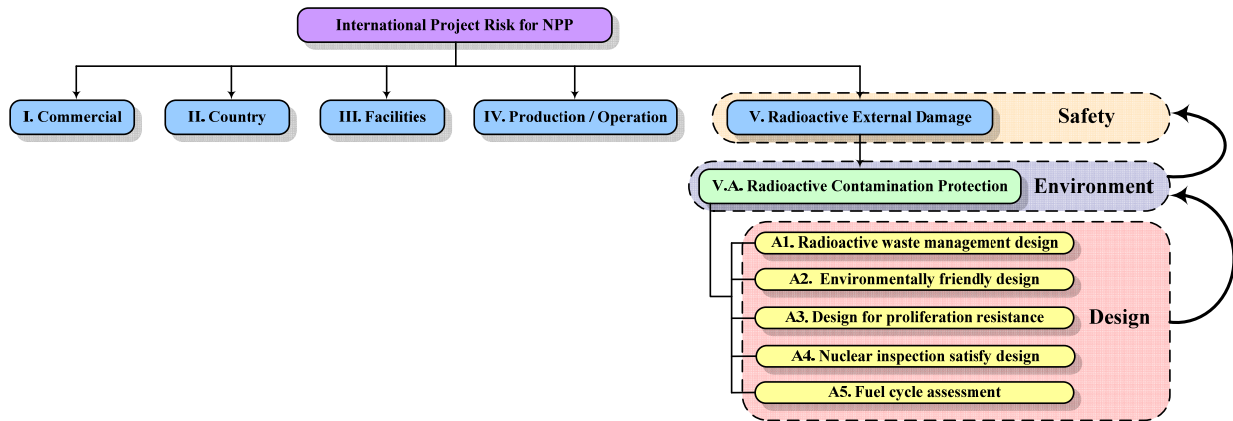 International Project Risk for NPP
I. Commercial
II. Country
III. Facilities
IV. Production / Operation
V. Radioactive External Damage
Safety
V.A. Radioactive Contamination Protection
Environment
A1. Radioactive waste management design
A2. Environmentally friendly design
A3. Design for proliferation resistance
Design
A4. Nuclear inspection satisfy design
A5. Fuel cycle assessment